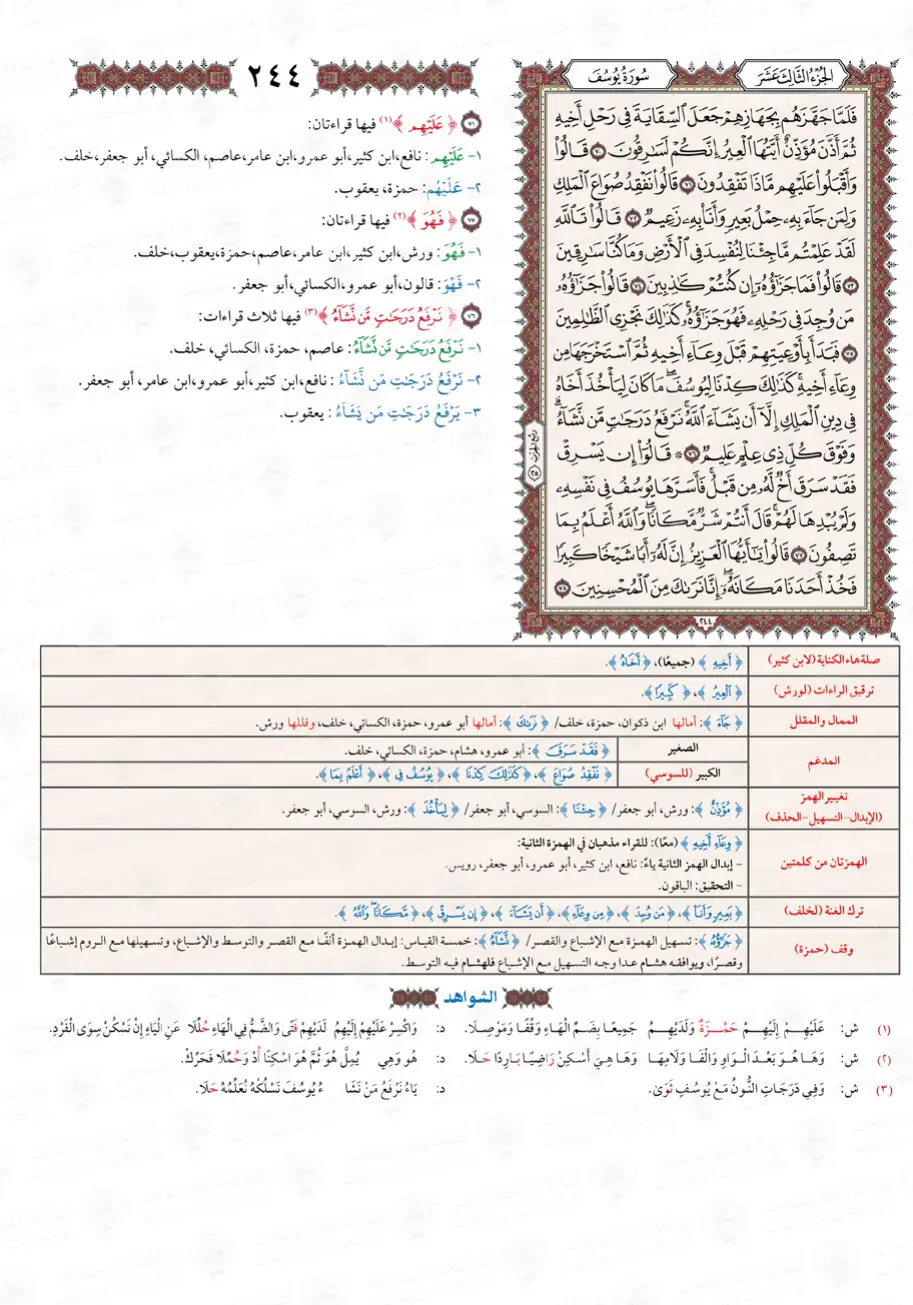 الجزء الثالث عشر
سورة يوسف
فَلَمَّا جَهَّزَهُم بِجَهَازِهِمْ جَعَلَ ٱلسِّقَايَةَ فِى رَحْلِ أَخِيهِ
ثُمَّ أَذَّنَ مُؤَذِّنٌ أَيَّتُهَا ٱلْعِيرُ إِنَّكُمْ لَسَٰرِقُونَ ٧٠ قَالُوا۟
وَأَقْبَلُوا۟ عَلَيْهِم مَّاذَا تَفْقِدُونَ ٧١ قَالُوا۟ نَفْقِدُ صُوَاعَ ٱلْمَلِكِ
وَلِمَن جَآءَ بِهِۦ حِمْلُ بَعِيرٍ وَأَنَا۠ بِهِۦ زَعِيمٌ ٧٢ قَالُوا۟ تَٱللَّهِ
لَقَدْ عَلِمْتُم مَّا جِئْنَا لِنُفْسِدَ فِى ٱلْأَرْضِ وَمَا كُنَّا سَٰرِقِينَ
٧٣ قَالُوا۟ فَمَا جَزَٰٓؤُهُۥٓ إِن كُنتُمْ كَٰذِبِينَ ٧٤ قَالُوا۟ جَزَٰٓؤُهُۥ
مَن وُجِدَ فِى رَحْلِهِۦ فَهُوَ جَزَٰٓؤُهُۥ كَذَٰلِكَ نَجْزِى ٱلظَّٰلِمِينَ
٧٥ فَبَدَأَ بِأَوْعِيَتِهِمْ قَبْلَ وِعَآءِ أَخِيهِ ثُمَّ ٱسْتَخْرَجَهَا مِن
وِعَآءِ أَخِيهِ كَذَٰلِكَ كِدْنَا لِيُوسُفَ مَا كَانَ لِيَأْخُذَ أَخَاهُ
فِى دِينِ ٱلْمَلِكِ إِلَّآ أَن يَشَآءَ ٱللَّهُ نَرْفَعُ دَرَجَٰتٍ مَّن نَّشَآءُ
وَفَوْقَ كُلِّ ذِى عِلْمٍ عَلِيمٌ ٧٦ ۞ قَالُوٓا۟ إِن يَسْرِقْ
فَقَدْ سَرَقَ أَخٌ لَّهُۥ مِن قَبْلُ فَأَسَرَّهَا يُوسُفُ فِى نَفْسِهِۦ
وَلَمْ يُبْدِهَا لَهُمْ قَالَ أَنتُمْ شَرٌّ مَّكَانًا وَٱللَّهُ أَعْلَمُ بِمَا
تَصِفُونَ ٧٧ قَالُوا۟ يَٰٓأَيُّهَا ٱلْعَزِيزُ إِنَّ لَهُۥٓ أَبًا شَيْخًا كَبِيرًا
فَخُذْ أَحَدَنَا مَكَانَهُۥٓ إِنَّا نَرَىٰكَ مِنَ ٱلْمُحْسِنِينَ ٧٨
٢٤٤
٢٤٤
٧١ ﴿ عَلَيْهِم ﴾(١) فيها قراءتان:
١- عَلَيْهِم: نافع،ابن كثير،أبو عمرو،ابن عامر،عاصم، الكسائي، أبو جعفر،خلف.
٢- عَلَيْهُم: حمزة، يعقوب.
٧٥ ﴿ فَهُوَ ﴾(٢) فيها قراءتان:
١- فَهُوَ: ورش،ابن كثير،ابن عامر،عاصم،حمزة،يعقوب،خلف.
٢- فَهْوَ: قالون،أبو عمرو،الكسائي،أبو جعفر.
٧٦ ﴿ نَرْفَعُ دَرَجَٰتٍ مَّن نَّشَآءُ ﴾(٣) فيها ثلاث قراءات:
١- نَرْفَعُ دَرَجَٰتٍ مَّن نَّشَآءُ: عاصم، حمزة، الكسائي، خلف.
٢- نَرْفَعُ دَرَجَٰتِ مَن نَّشَآءُ : نافع،ابن كثير،أبو عمرو،ابن عامر، أبو جعفر.
٣- يَرْفَعُ دَرَجَٰتٍ مَن يَشَآءُ : يعقوب.
صلة هاء الكناية (لابن كثير) ﴿ أَخِيهِ ﴾ (جميعًا)، ﴿ أَخَاهُ ﴾.
ترقيق الراءات (لورش) ﴿ ٱلْعِيرُ ﴾، ﴿ كَبِيرًا ﴾.
الممال والمقلل ﴿ جَآءَ ﴾: أمالها ابن ذكوان، حمزة، خلف/ ﴿ نَرَىٰكَ ﴾: أمالها أبو عمرو، حمزة، الكسائي، خلف، وقللها ورش.
المدغم
الصغير ﴿ فَقَدْ سَرَقَ ﴾: أبو عمرو، هشام، حمزة، الكسائي، خلف.
الكبير (للسوسي) ﴿ نَفْقِدُ صُوَاعَ ﴾، ﴿ كَذَٰلِكَ كِدْنَا ﴾، ﴿ يُوسُفُ فِى ﴾، ﴿ أَعْلَمُ بِمَا ﴾.
تغيير الهمز
(الإبدال-التسهيل-الحذف) ﴿ مُؤَذِّنٌ ﴾: ورش، أبو جعفر/ ﴿ جِئْنَا ﴾: السوسي، أبو جعفر/ ﴿ لِيَأْخُذَ ﴾: ورش، السوسي، أبو جعفر.
الهمزتان من كلمتين ﴿ وِعَآءِ أَخِيهِ ﴾ (معًا): للقراء مذهبان في الهمزة الثانية:
- إبدال الهمز الثانية ياءً: نافع، ابن كثير، أبو عمرو، أبو جعفر، رويس.
- التحقيق: الباقون.
ترك الغنة (لخلف) ﴿ بَعِيرٍ وَأَنَا۠ ﴾، ﴿ مَن وُجِدَ ﴾، ﴿ مِن وِعَآءِ ﴾، ﴿ أَن يَشَآءَ ﴾، ﴿ إِن يَسْرِقْ ﴾، ﴿ مَّكَانًا وَٱللَّهُ ﴾.
وقف (حمزة) ﴿ جَزَٰٓؤُهُۥ ﴾: تسهيل الهمزة مع الإشباع والقصر/ ﴿ نَّشَآءُ ﴾: خمسة القياس: إبدال الهمزة ألفًا مع القصر والتوسط والإشباع، وتسهيلها مع الروم إشباعًا
وقصرًا، ويوافقه هشام عدا وجه التسهيل مع الإشباع فلهشام فيه التوسط.
الشواهد
(١) ش: عَلَيْهِمْ إِلَيْهِمْ حَمْزَةٌ وَلَدَيْهِمُ جَمِيعًا بِضَمِّ الْهَاءِ وَقْفًا وَمَوْصِلَا. د: وَاكْسِرْ عَلَيْهِمْ إِلَيْهِمُ لَدَيْهِمْ فَتًى وَالضَّمُّ فِي الْهَاءِ حُلِّلَا عَنِ الْيَاءِ إِنْ تَسْكُنْ سِوَى الْفَرْدِ.
(٢) ش: وَهَا هُوَ بَعْدَ الْوَاوِ وَالْفَا وَلَامِهَا وَهَا هِيَ أَسْكِنْ رَاضِيًا بَارِدًا حَلَا. د: هُوَ وَهِي يُمِلَّ هُوَ ثُمَّ هُوَ اسْكِنًا أُدْ وَحُمِّلَا فَحَرِّكْ.
(٣) ش: وَفِي دَرَجَاتِ النُّونُ مَعْ يُوسُفٍ ثَوَى. د: يَاءُ نَرْفَعُ مَنْ نَشَا ءُ يُوسُفَ نَسْلُكْهُ نُعَلِّمُهُ حَلَا.